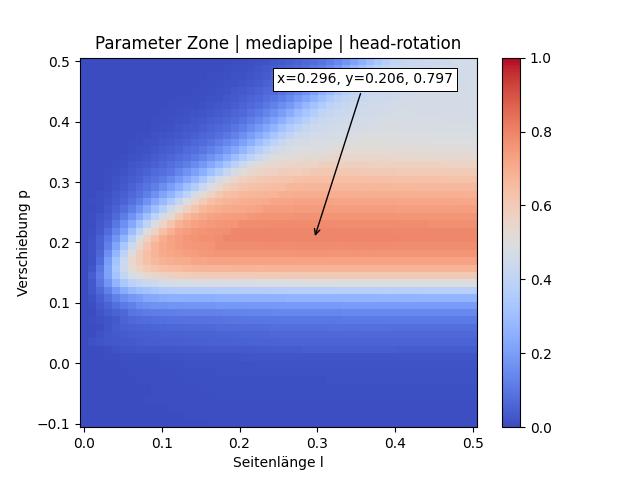 Parameter Zone | mediapipe | head-rotation
x=0.296, y=0.206, 0.797
Verschiebung p
0.5
0.4
0.3
0.2
0.1
0.0
−0.1
0.0 0.1 0.2 0.3 0.4 0.5
Seitenlänge l
1.0
0.8
0.6
0.4
0.2
0.0